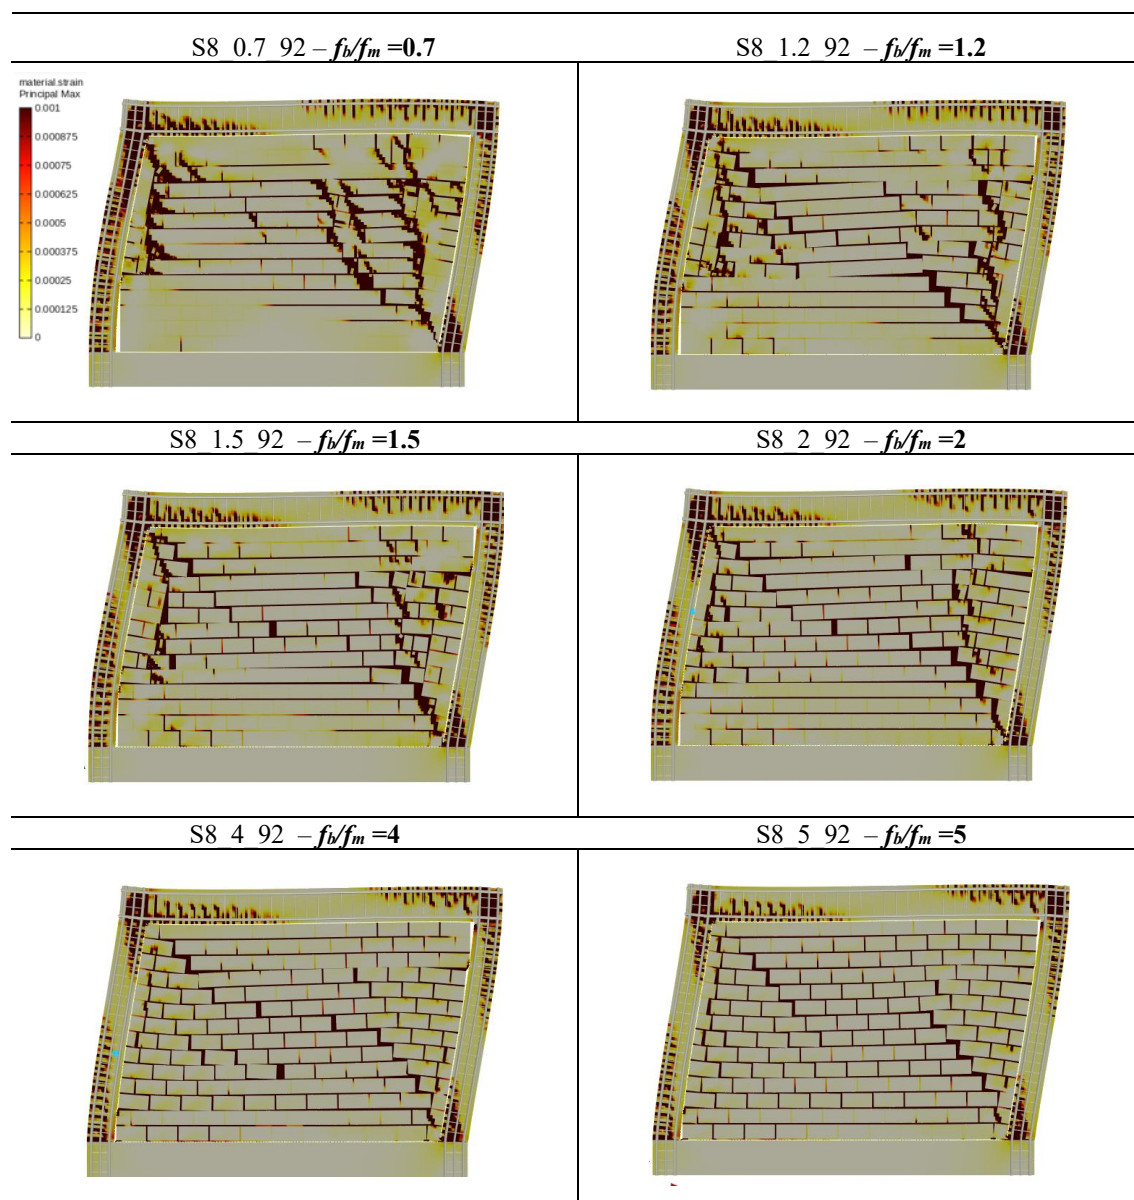 S8_0.7_92 – fb/fm =0.7
S8_1.2_92 – fb/fm =1.2
material.strain
Principal Max
0.001
0.000875
0.00075
0.000625
0.0005
0.000375
0.00025
0.000125
0
S8_1.5_92 – fb/fm =1.5
S8_2_92 – fb/fm =2
S8_4_92 – fb/fm =4
S8_5_92 – fb/fm =5